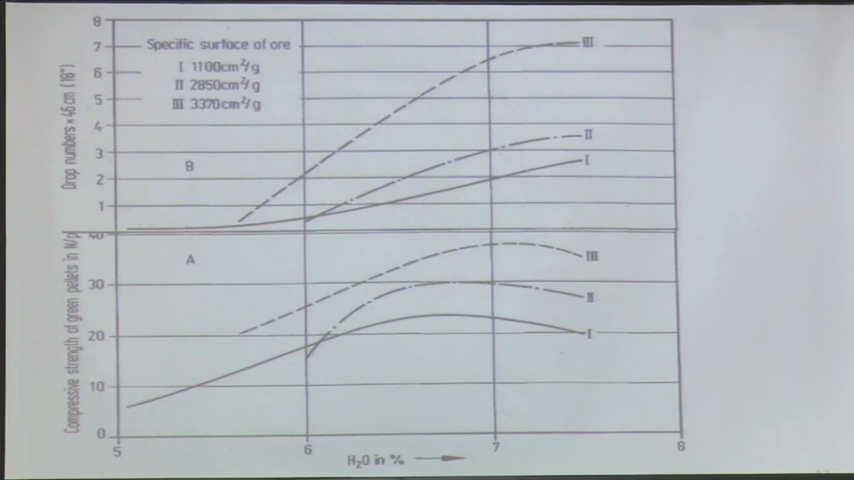 8
7
6
5
4
3
2
1
Drop numbers × 46 cm (18")
Specific surface of ore
I 1100cm²/g
II 2850cm²/g
III 3370cm²/g
B
III
II
I
40
30
20
10
0
Compressive strength of green pellets in N/p
A
III
II
I
5
6
7
8
H₂O in %